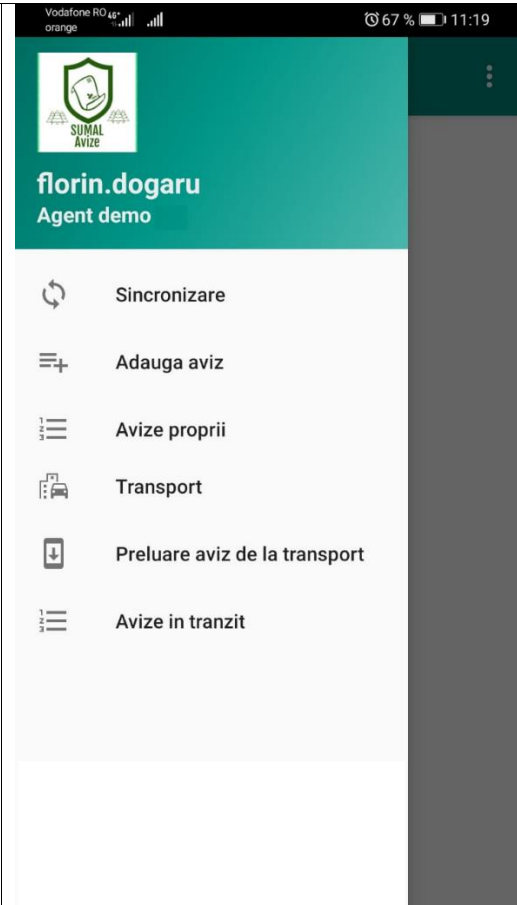 Vodafone RO 4G+
orange
67 % 11:19
SUMAL
Avize
florin.dogaru
Agent demo
Sincronizare
Adauga aviz
Avize proprii
Transport
Preluare aviz de la transport
Avize in tranzit